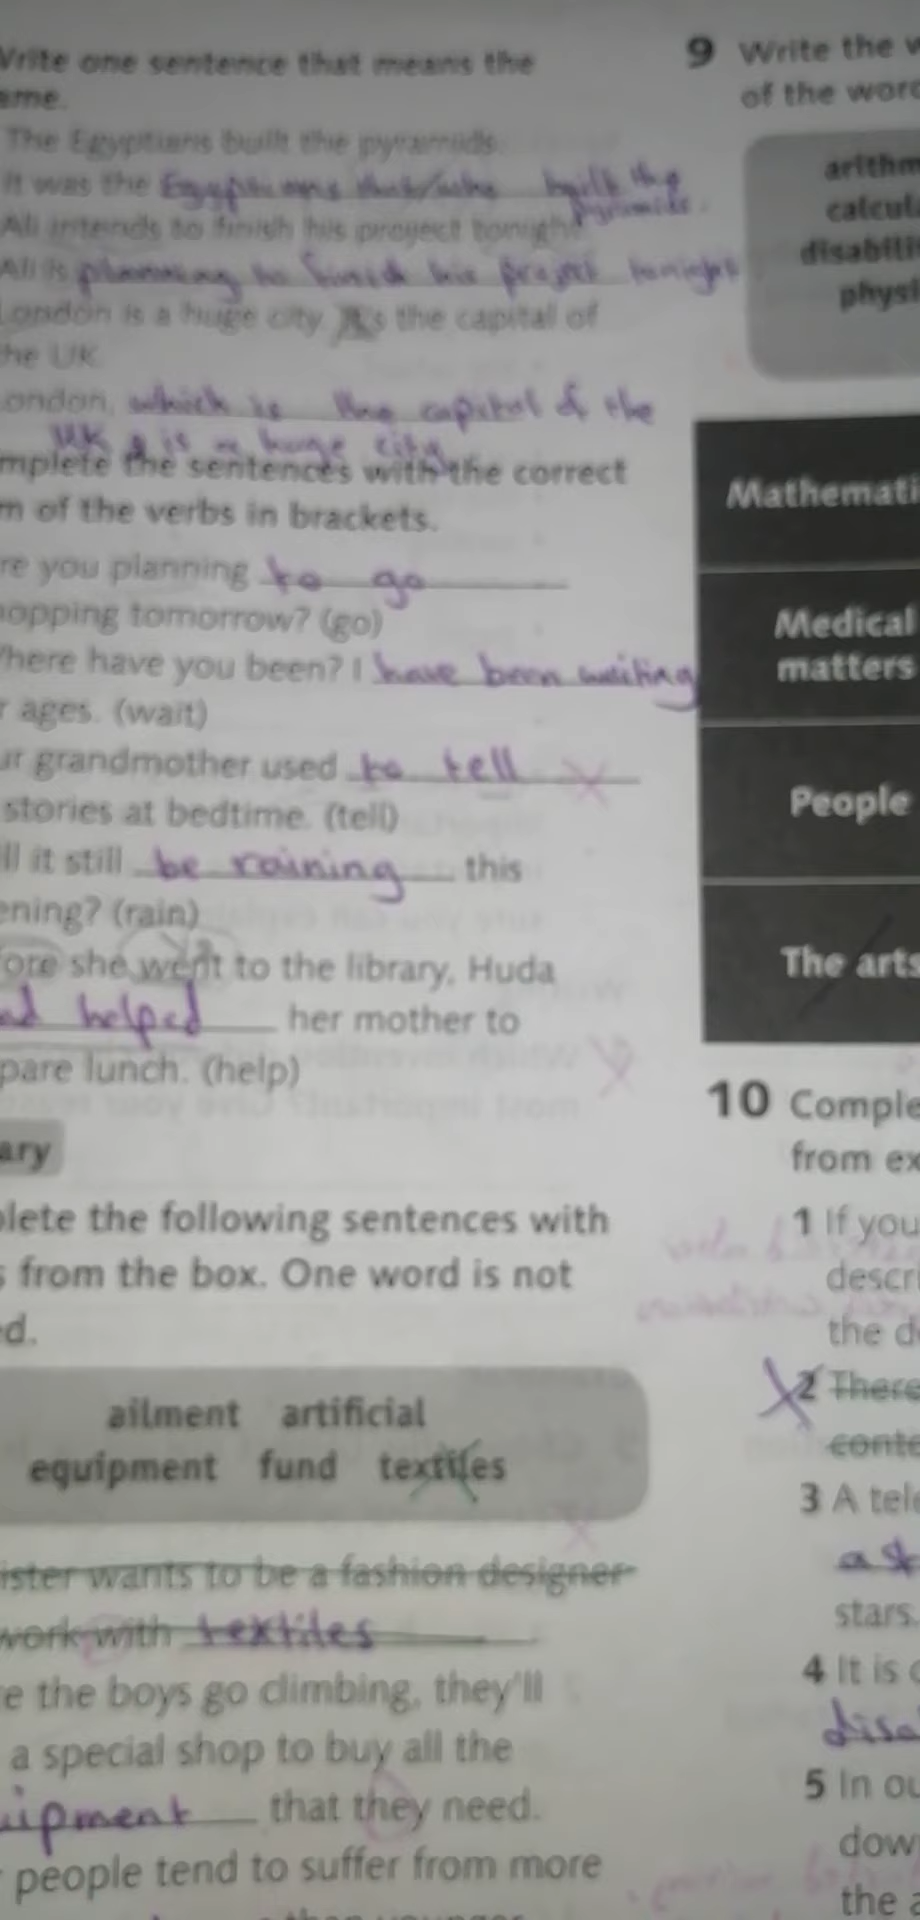 Write one sentence that means the
ame.
The Egyptians built the pyramids.
It was the Egyptians that/who built the
pyramids.
Ali intends to finish his project tonight.
Ali is planning to finish his project tonight
London is a huge city. It's the capital of
he UK.
ondon, which is the capital of the
UK, is a huge city.
mplete the sentences with the correct
m of the verbs in brackets.
re you planning to go
hopping tomorrow? (go)
here have you been? I have been waiting
r ages. (wait)
ur grandmother used to tell
stories at bedtime. (tell)
ll it still be raining this
ening? (rain)
ore she went to the library, Huda
ad helped her mother to
pare lunch. (help)
ary
lete the following sentences with
s from the box. One word is not
ed.
ailment artificial
equipment fund textiles
ister wants to be a fashion designer
work with textiles
e the boys go climbing, they'll
a special shop to buy all the
uipment that they need.
people tend to suffer from more
9 Write the w
of the word
arithm
calcul
disabili
physi
Mathemati
Medical
matters
People
The arts
10 Comple
from ex
1 If you
descri
the d
2 There
conte
3 A tele
ast
stars.
4 It is
disa
5 In ou
down
the a